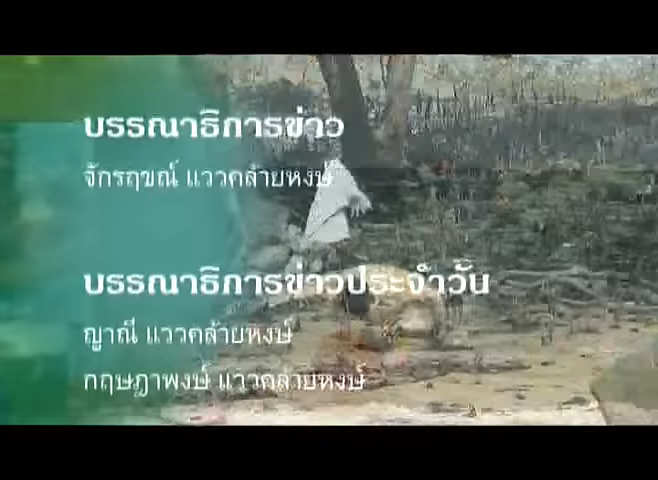 บรรณาธิการข่าว
จักรฤขณ์ แววคล้ายหงษ์
บรรณาธิการข่าวประจำวัน
ญาณี แววคล้ายหงษ์
กฤษฎาพงษ์ แววคล้ายหงษ์